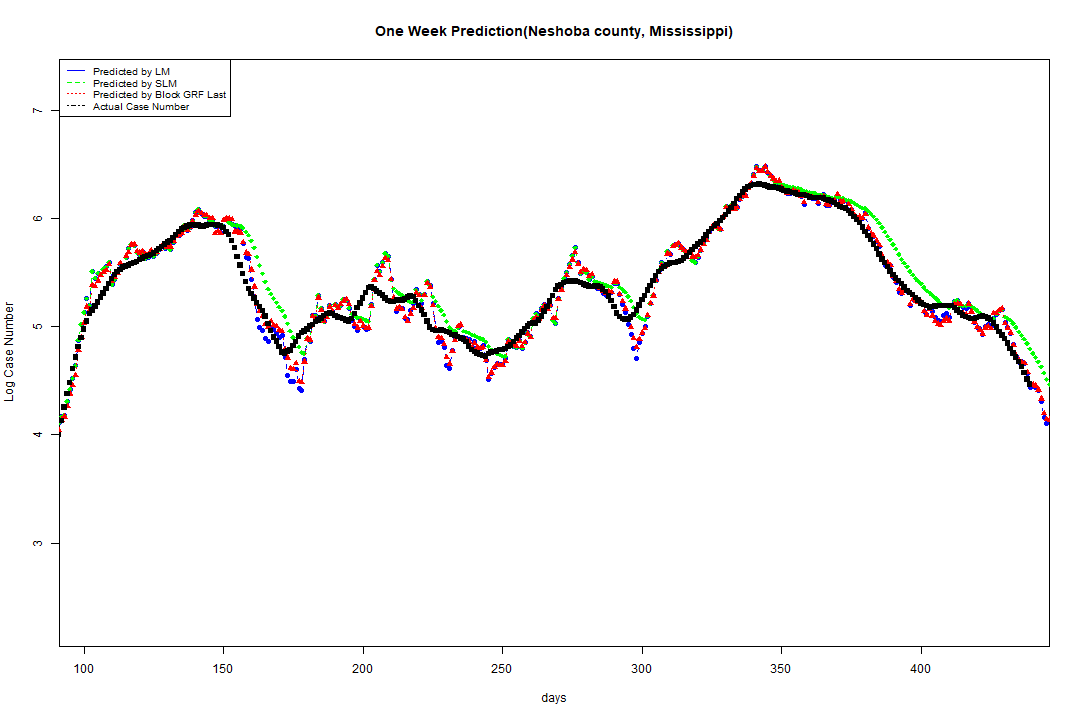 One Week Prediction(Neshoba county, Mississippi)
Predicted by LM
Predicted by SLM
Predicted by Block GRF Last
Actual Case Number
7
6
5
4
3
Log Case Number
100 150 200 250 300 350 400
days